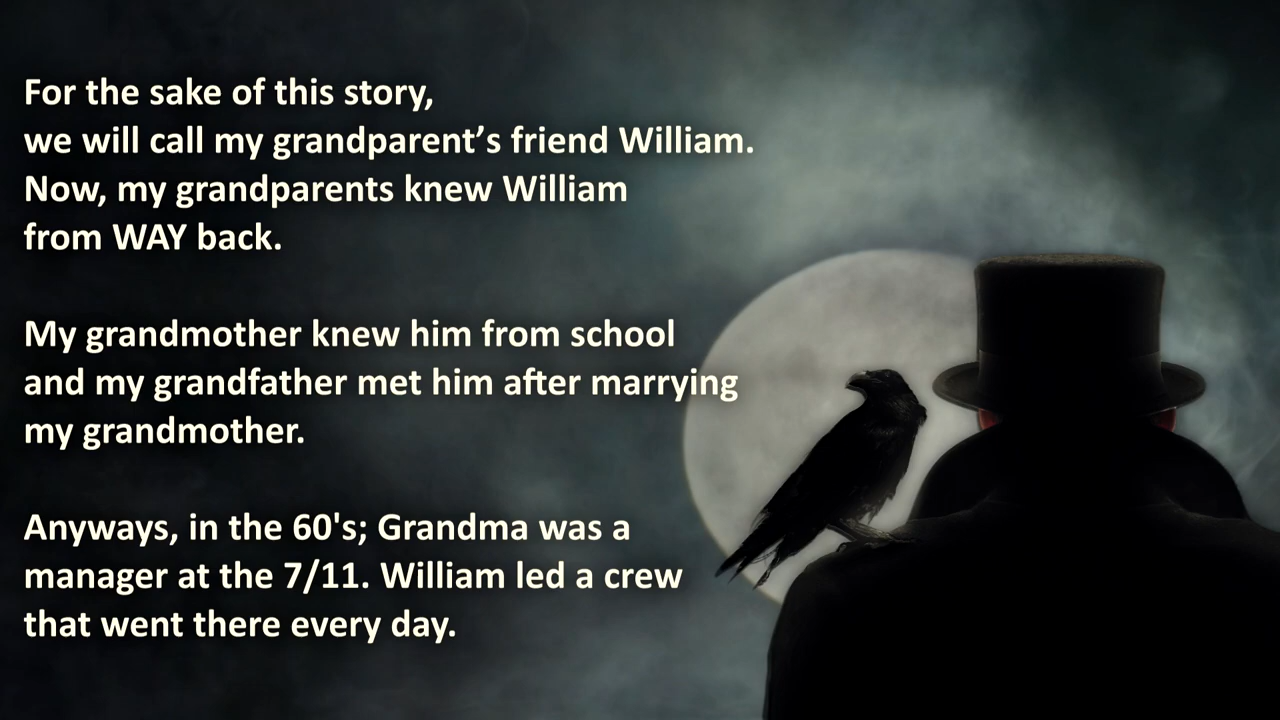 For the sake of this story,
we will call my grandparent’s friend William.
Now, my grandparents knew William
from WAY back.
My grandmother knew him from school
and my grandfather met him after marrying
my grandmother.
Anyways, in the 60's; Grandma was a
manager at the 7/11. William led a crew
that went there every day.